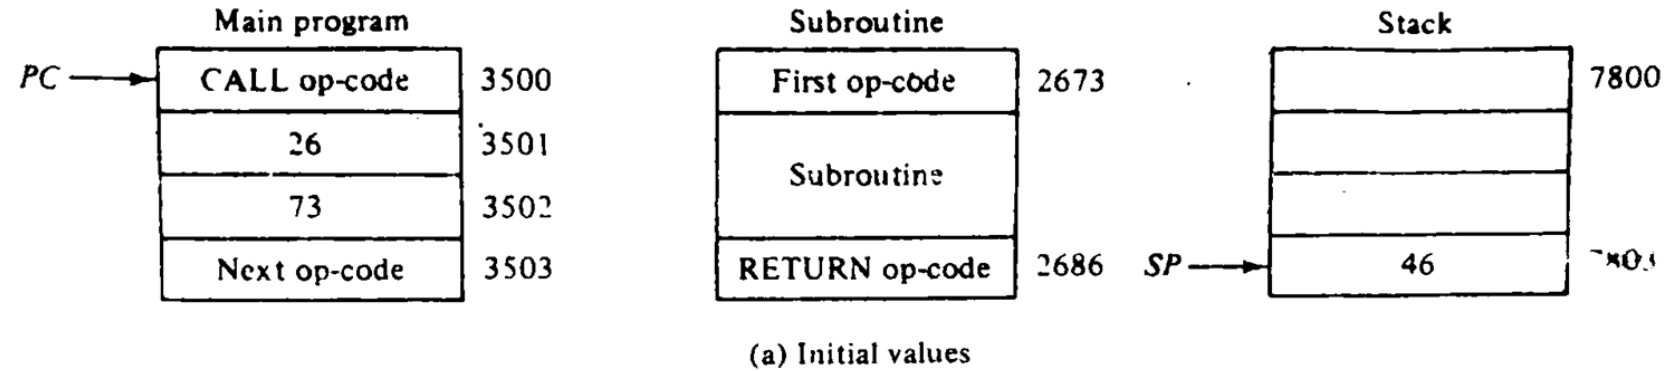 Main program
Subroutine
Stack
PC
CALL op-code
3500
First op-code
2673
7800
26
3501
Subroutine
73
3502
Next op-code
3503
RETURN op-code
2686
SP
46
(a) Initial values